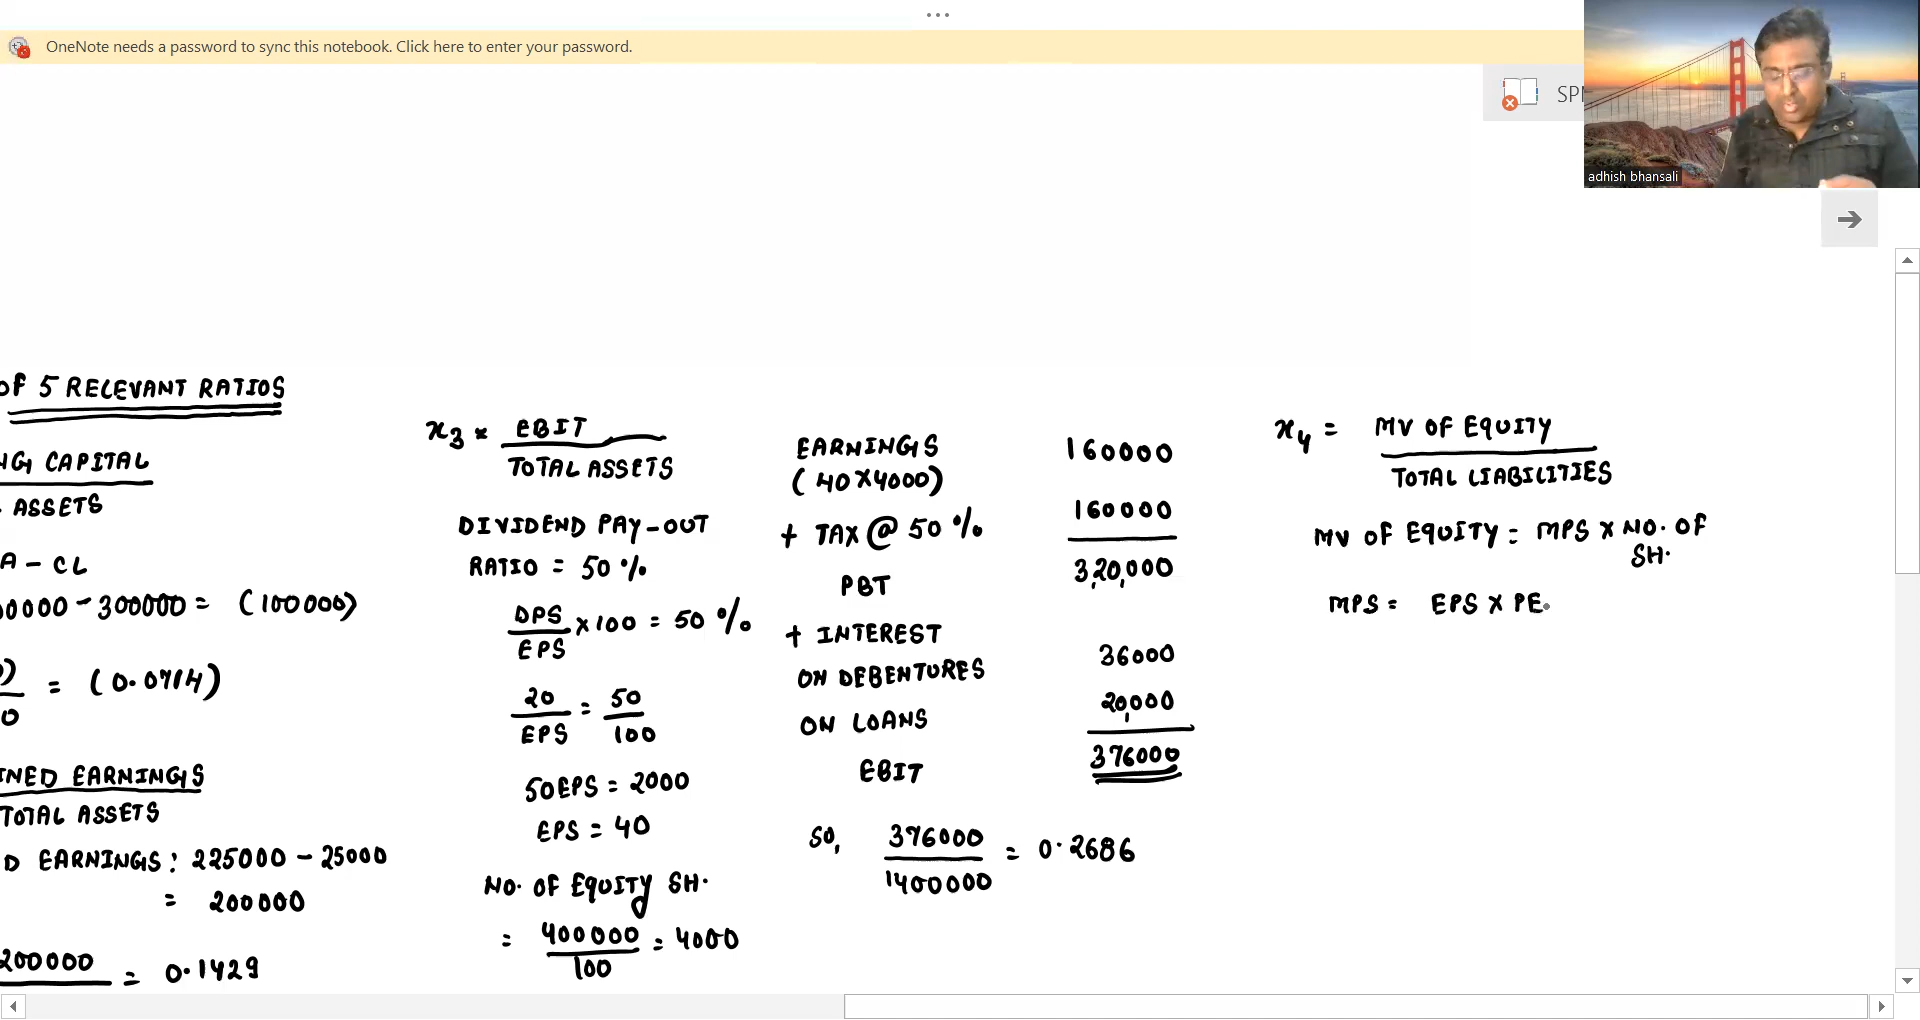 OneNote needs a password to sync this notebook. Click here to enter your password.
adhish bhansali
OF 5 RELEVANT RATIOS
NG CAPITAL
ASSETS
A - CL
00000 - 300000 = (100000)
= (0.0714)
0
INED EARNINGS
TOTAL ASSETS
D EARNINGS: 225000 - 25000
= 200000
200000 = 0.1429
x3 = EBIT
TOTAL ASSETS
DIVIDEND PAY-OUT
RATIO = 50%
DPS
EPS × 100 = 50%
20 = 50
EPS 100
50EPS = 2000
EPS = 40
NO. OF EQUITY SH.
= 400000 = 4000
100
EARNINGS 160000
(40×4000)
+ TAX @ 50% 160000
PBT 3,20,000
+ INTEREST
ON DEBENTURES 36000
ON LOANS 20,000
EBIT 376000
SO, 376000 = 0.2686
1400000
x4 = MV OF EQUITY
TOTAL LIABILITIES
MV OF EQUITY = MPS × NO. OF
SH.
MPS = EPS × PE